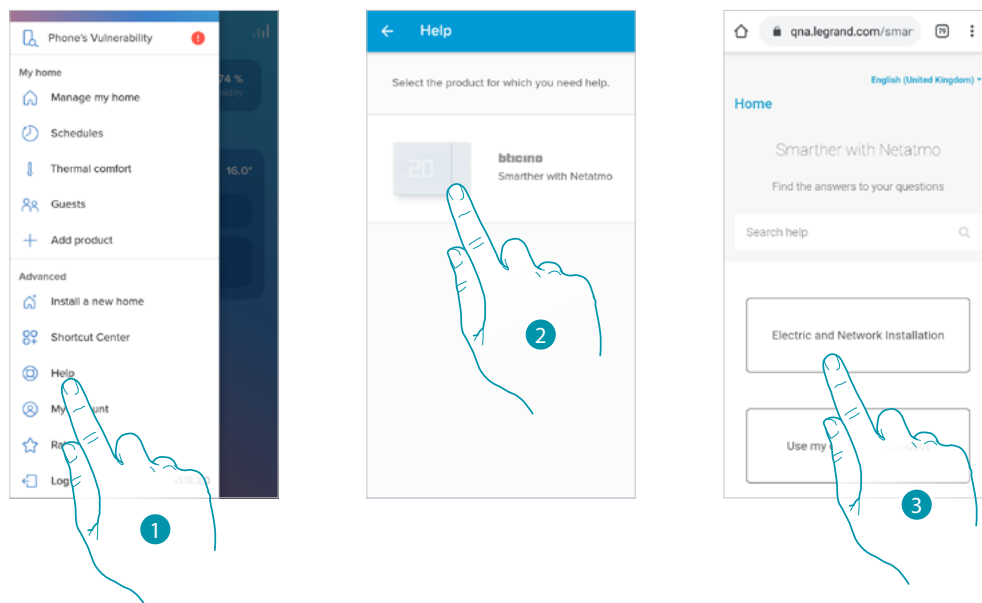 Phone's Vulnerability
!
My home
74 %
Manage my home
Schedules
Thermal comfort
16.0°
Guests
Add product
Advanced
Install a new home
Shortcut Center
Help
My
Log
1
Help
Select the product for which you need help.
20
bticino
Smarther with Netatmo
2
qna.legrand.com/smar
79
English (United Kingdom)
Home
Smarther with Netatmo
Find the answers to your questions
Search help
Electric and Network Installation
Use my
3